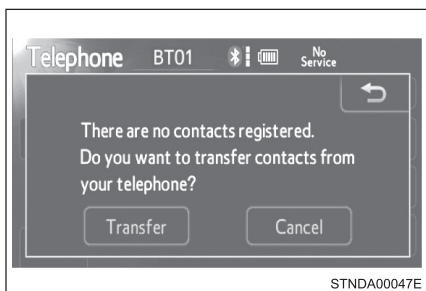 Telephone BT01 No Service
There are no contacts registered.
Do you want to transfer contacts from
your telephone?
Transfer Cancel
STNDA00047E